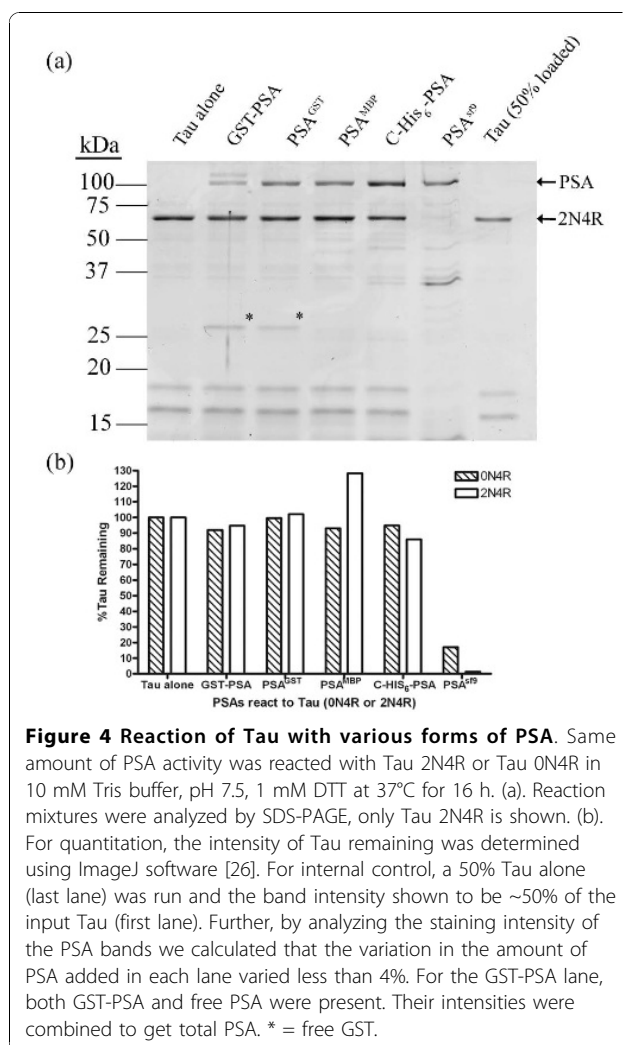 (a)
Tau alone
GST-PSA
PSA^GST
PSA^MBP
C-His₆-PSA
PSA^sf9
Tau (50% loaded)
kDa
100
75
50
37
25
20
15
PSA
2N4R
*
*
(b)
130
120
110
100
90
80
70
60
50
40
30
20
10
0
%Tau Remaining
0N4R
2N4R
Tau alone
GST-PSA
PSA^GST
PSA^MBP
C-HIS₆-PSA
PSA^sf9
PSAs react to Tau (0N4R or 2N4R)
Figure 4 Reaction of Tau with various forms of PSA. Same
amount of PSA activity was reacted with Tau 2N4R or Tau 0N4R in
10 mM Tris buffer, pH 7.5, 1 mM DTT at 37°C for 16 h. (a). Reaction
mixtures were analyzed by SDS-PAGE, only Tau 2N4R is shown. (b).
For quantitation, the intensity of Tau remaining was determined
using ImageJ software [26]. For internal control, a 50% Tau alone
(last lane) was run and the band intensity shown to be ~50% of the
input Tau (first lane). Further, by analyzing the staining intensity of
the PSA bands we calculated that the variation in the amount of
PSA added in each lane varied less than 4%. For the GST-PSA lane,
both GST-PSA and free PSA were present. Their intensities were
combined to get total PSA. * = free GST.